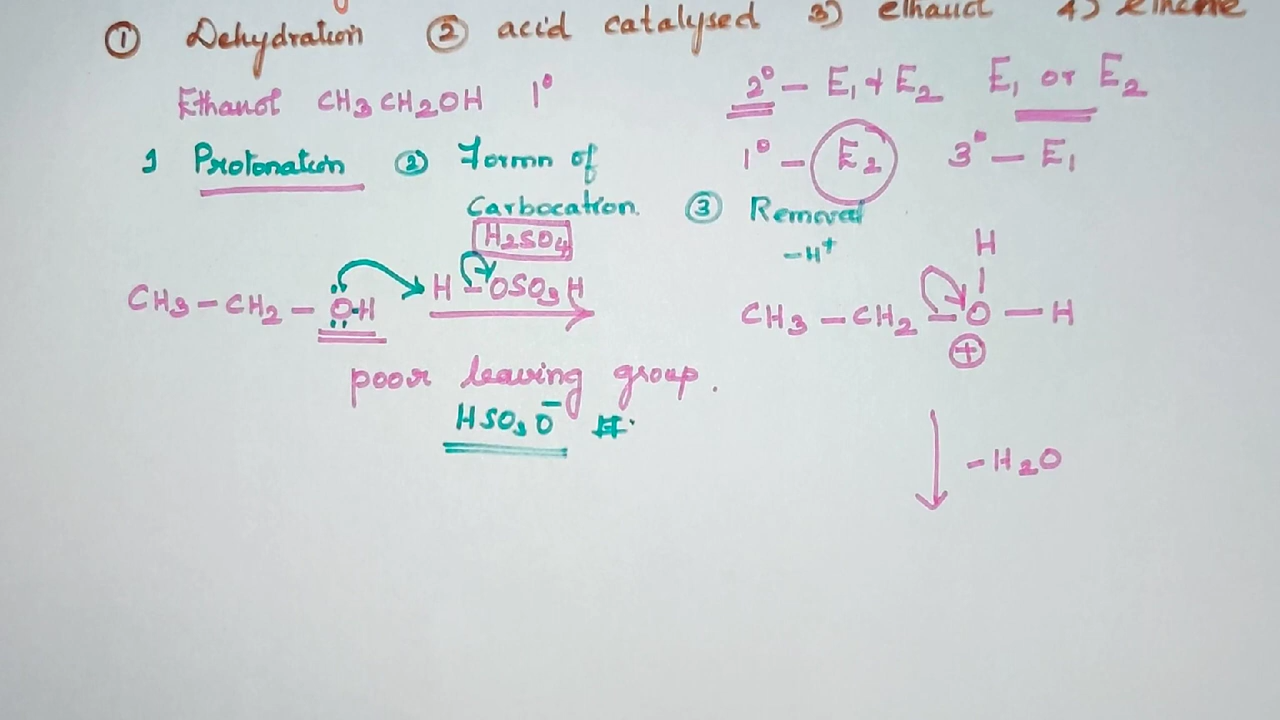 ① Dehydration ② acid catalysed 3) ethanol 4) ethene
Ethanol CH3CH2OH 1° 2° – E1 + E2 E1 or E2
1° – E2 3° – E1
1 Protonation ② Formn of
Carbocation. ③ Removal
H2SO4 –H+
H
CH3–CH2–OH H–OSO3H CH3–CH2–O–H
+
poor leaving group.
HSO3O−
–H2O